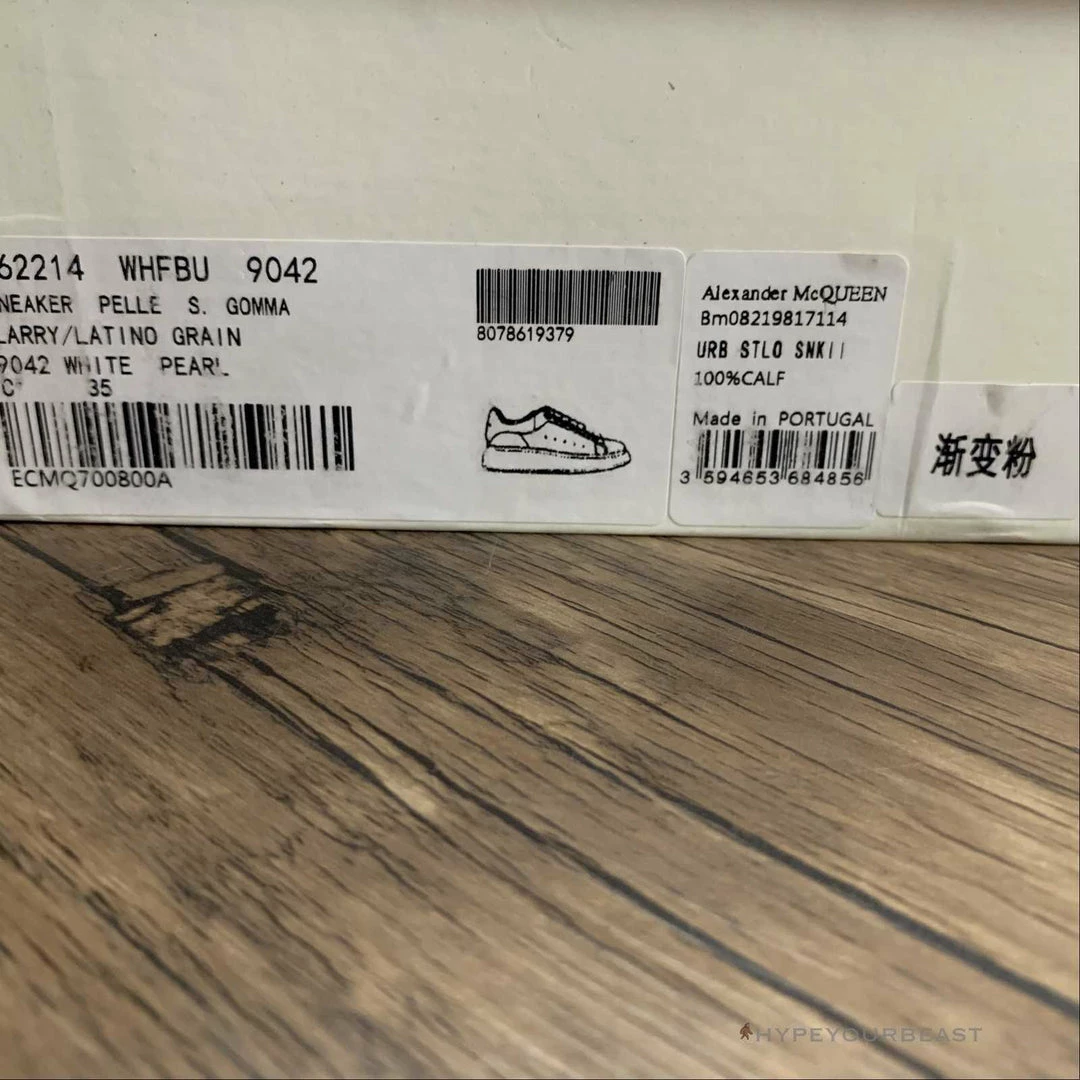 62214 WHFBU 9042
NEAKER PELLE S. GOMMA
LARRY/LATINO GRAIN
9042 WHITE PEARL
35
ECMQ700800A
8078619379
Alexander McQUEEN
Bm08219817114
URB STLO SNKII
100%CALF
Made in PORTUGAL
3 594653 684856
渐变粉
HYPEYOURBEAST